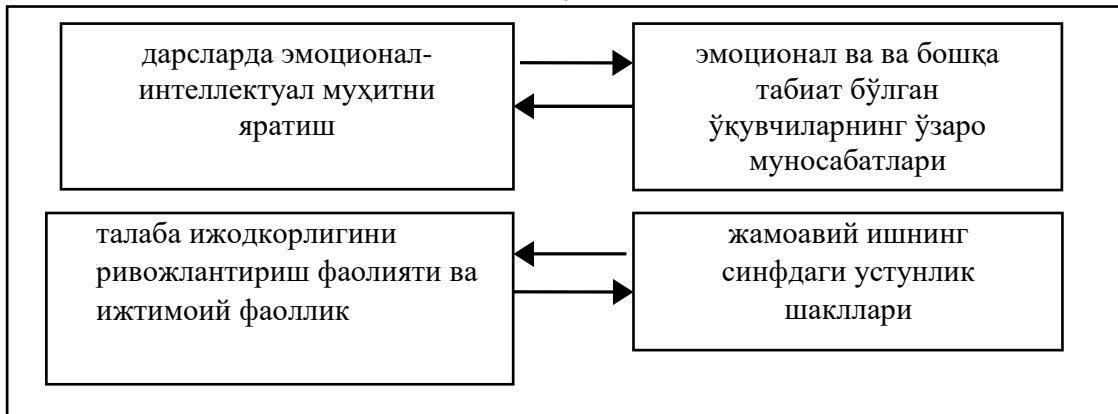 дарсларда эмоционал-
интеллектуал муҳитни
яратиш
эмоционал ва ва бошқа
табиат бўлган
ўқувчиларнинг ўзаро
муносабатлари
талаба ижодкорлигини
ривожлантириш фаолияти ва
ижтимоий фаоллик
жамоавий ишнинг
синфдаги устунлик
шакллари